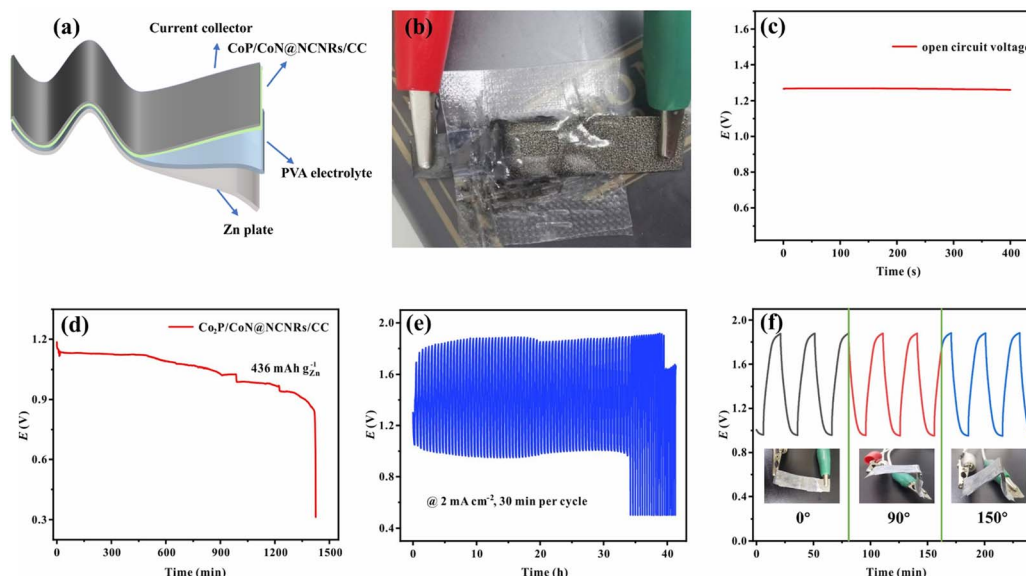 (a)
Current collector
CoP/CoN@NCNRs/CC
PVA electrolyte
Zn plate
(b)
(c)
open circuit voltage
E (V)
1.6
1.4
1.2
1.0
0.8
0.6
0 100 200 300 400
Time (s)
(d)
Co₂P/CoN@NCNRs/CC
436 mAh g⁻¹Zn
E (V)
1.2
0.9
0.6
0.3
0 300 600 900 1200 1500
Time (min)
(e)
E (V)
2.0
1.6
1.2
0.8
0.4
@ 2 mA cm⁻², 30 min per cycle
0 10 20 30 40
Time (h)
(f)
E (V)
2.0
1.6
1.2
0.8
0.4
0.0
0° 90° 150°
0 50 100 150 200
Time (min)